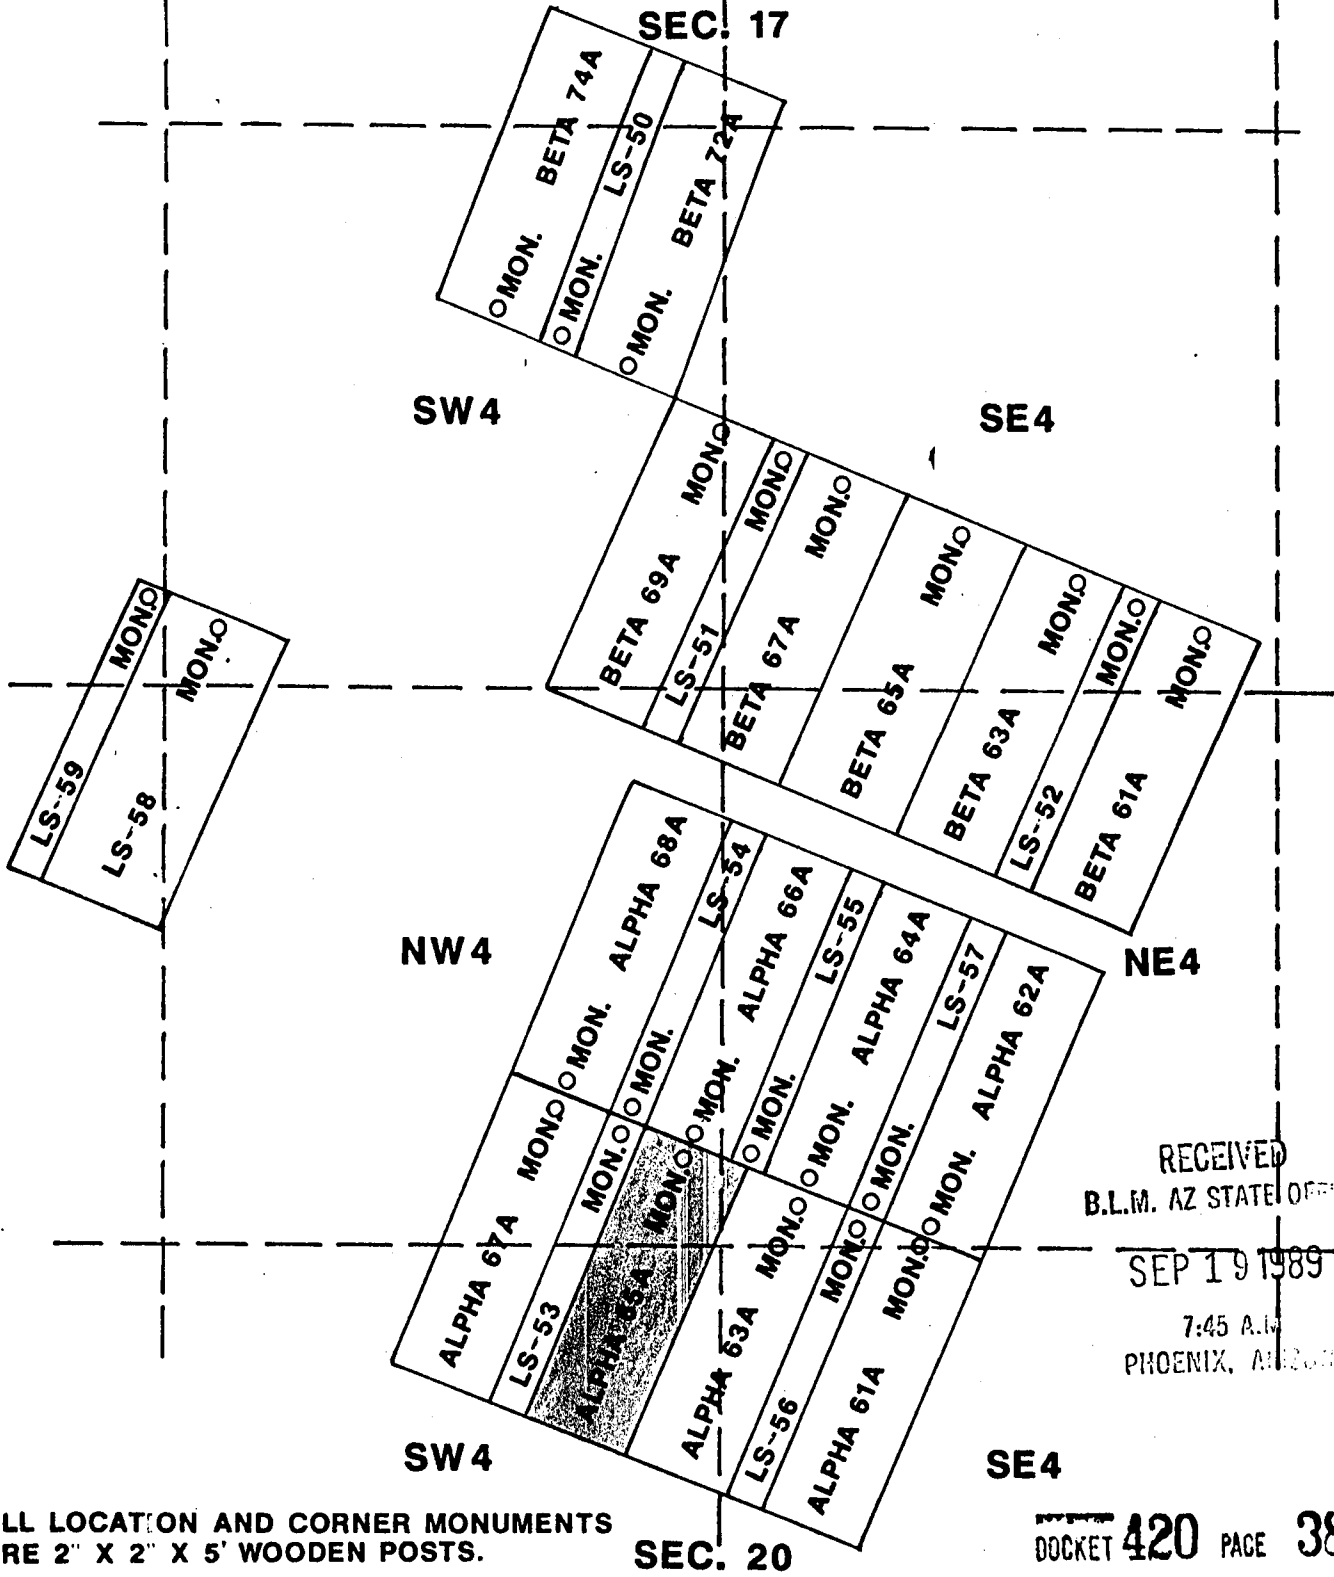 SEC. 17
BETA 74A
MON.
LS-50
MON.
BETA 72A
MON.
SW4
SE4
MON.
BETA 69A
MON.
LS-51
MON.
BETA 67A
MON.
BETA 65A
MON.
BETA 63A
MON.
LS-52
MON.
BETA 61A
MON.
LS-59
MON.
LS-58
NW4
NE4
ALPHA 68A
MON.
LS-54
MON.
ALPHA 66A
MON.
LS-55
MON.
ALPHA 64A
MON.
LS-57
MON.
ALPHA 62A
MON.
MON.
ALPHA 67A
MON.
LS-53
MON.
ALPHA 65A
MON.
ALPHA 63A
MON.
LS-56
MON.
ALPHA 61A
RECEIVED
B.L.M. AZ STATE
SEP 19 1989
7:45 A.M
PHOENIX,
SW4
SE4
LL LOCATION AND CORNER MONUMENTS
RE 2" X 2" X 5' WOODEN POSTS.
SEC. 20
DOCKET 420 PAGE 38